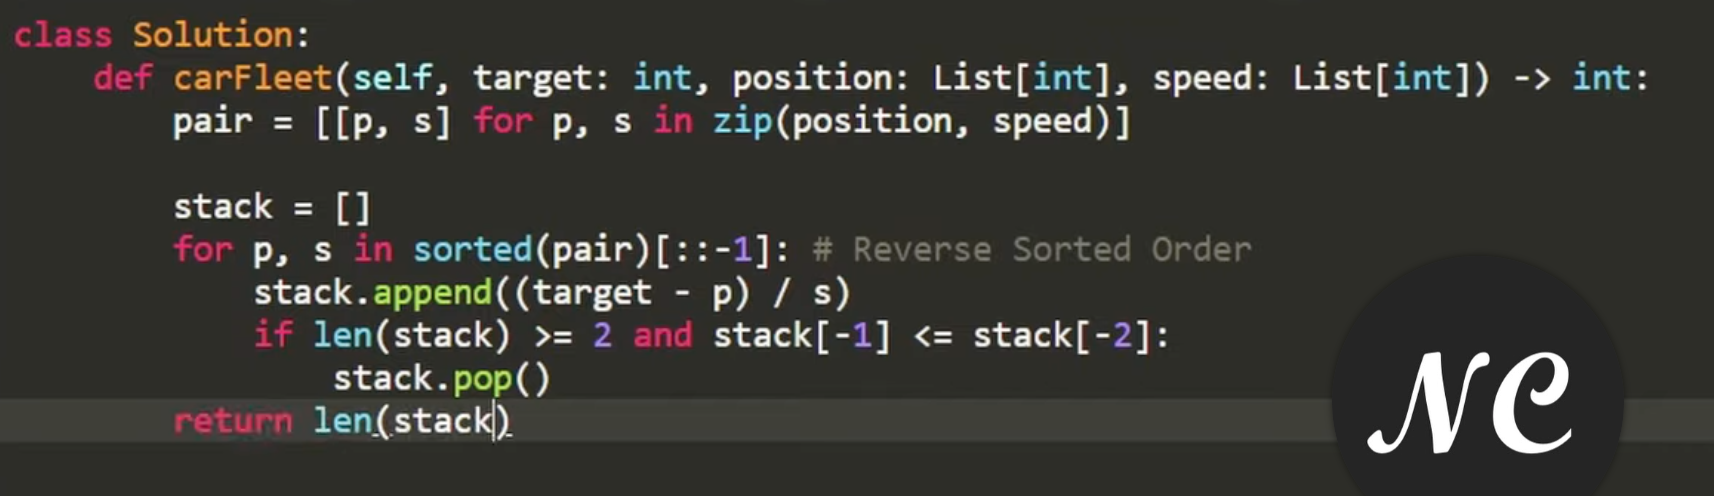 class Solution:
    def carFleet(self, target: int, position: List[int], speed: List[int]) -> int:
        pair = [[p, s] for p, s in zip(position, speed)]

        stack = []
        for p, s in sorted(pair)[::-1]: # Reverse Sorted Order
            stack.append((target - p) / s)
            if len(stack) >= 2 and stack[-1] <= stack[-2]:
                stack.pop()
        return len(stack)
NC